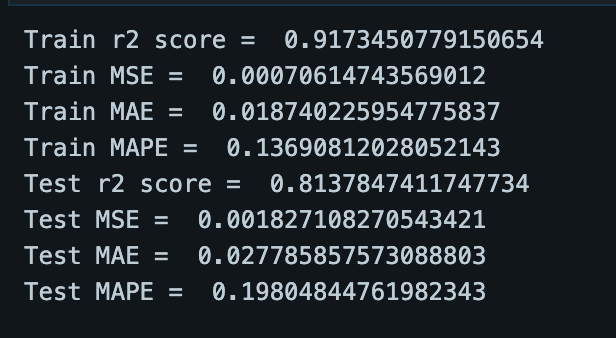 Train r2 score =  0.9173450779150654
Train MSE =  0.00070614743569012
Train MAE =  0.018740225954775837
Train MAPE =  0.13690812028052143
Test r2 score =  0.8137847411747734
Test MSE =  0.001827108270543421
Test MAE =  0.027785857573088803
Test MAPE =  0.19804844761982343